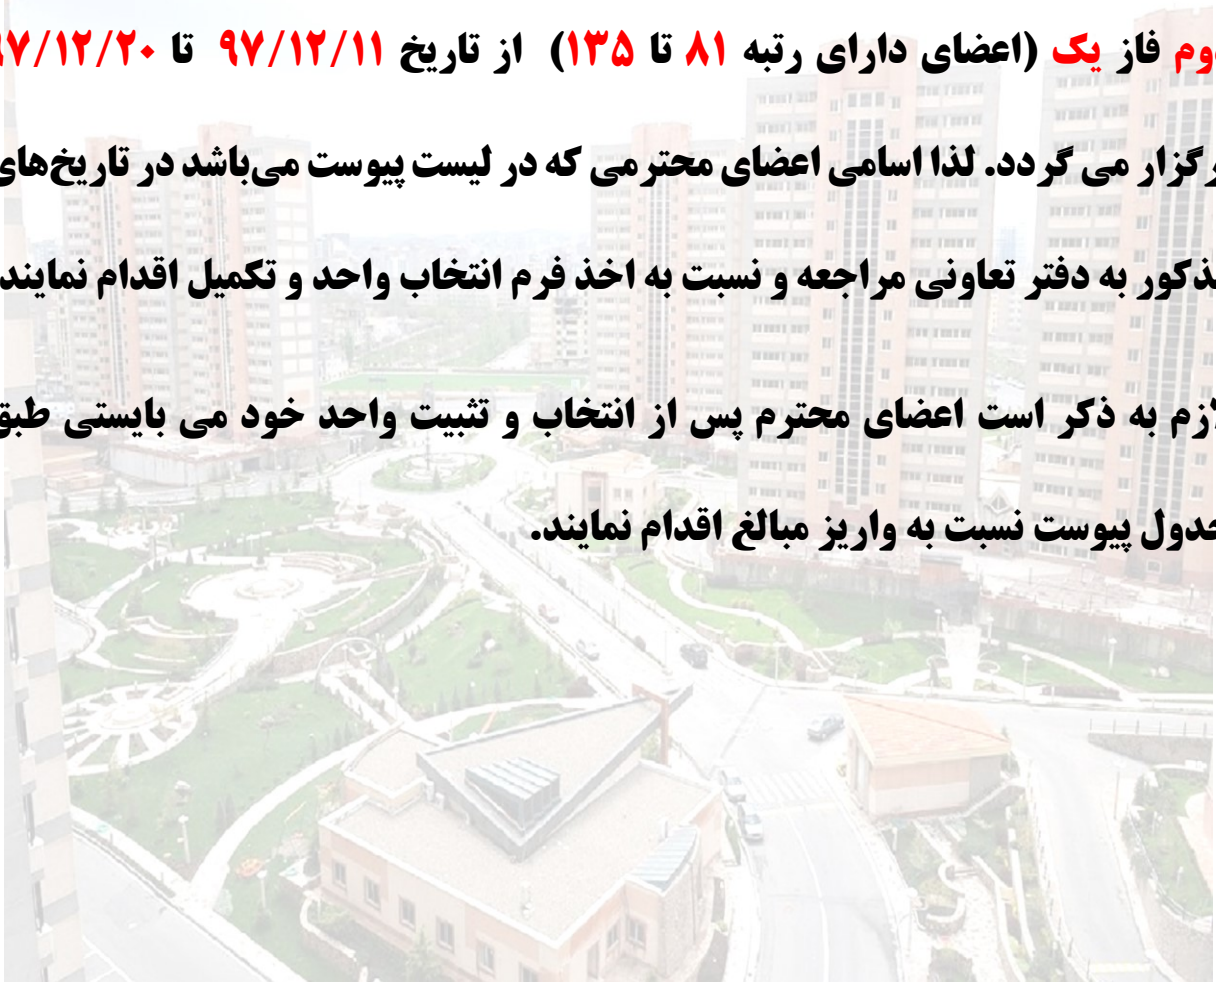 وم فاز یک (اعضای دارای رتبه ۸۱ تا ۱۳۵) از تاریخ ۹۷/۱۲/۱۱ تا ۹۷/۱۲/۲۰
رگزار می گردد. لذا اسامی اعضای محترمی که در لیست پیوست می‌باشد در تاریخ‌های
ذکور به دفتر تعاونی مراجعه و نسبت به اخذ فرم انتخاب واحد و تکمیل اقدام نمایند
لازم به ذکر است اعضای محترم پس از انتخاب و تثبیت واحد خود می بایستی طبق
جدول پیوست نسبت به واریز مبالغ اقدام نمایند.